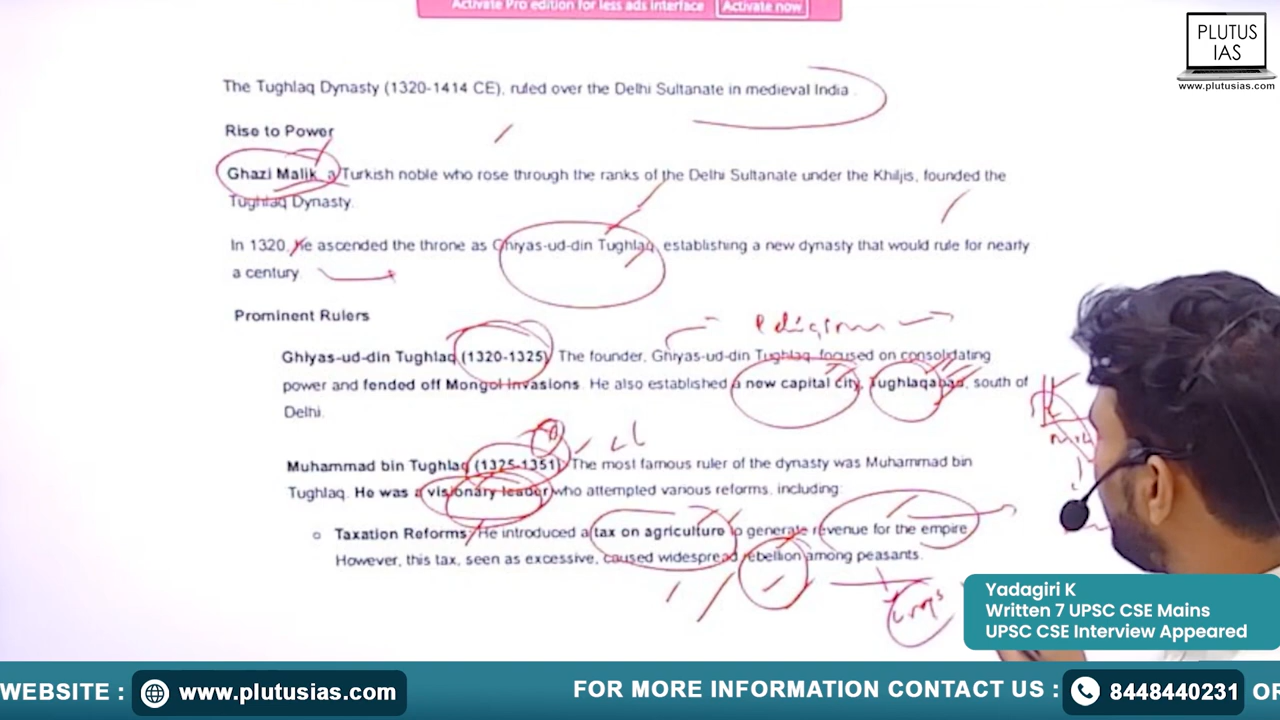 Activate Pro edition for less ads interface Activate now
PLUTUS
IAS
www.plutusias.com
The Tughlaq Dynasty (1320-1414 CE), ruled over the Delhi Sultanate in medieval India
Rise to Power
Ghazi Malik, a Turkish noble who rose through the ranks of the Delhi Sultanate under the Khiljis, founded the
Tughlaq Dynasty.
In 1320, he ascended the throne as Ghiyas-ud-din Tughlaq, establishing a new dynasty that would rule for nearly
a century.
Prominent Rulers
Ghiyas-ud-din Tughlaq (1320-1325) The founder, Ghiyas-ud-din Tughlaq, focused on consolidating
power and fended off Mongol invasions. He also established a new capital city, Tughlaqabad, south of
Delhi.
Muhammad bin Tughlaq (1325-1351) The most famous ruler of the dynasty was Muhammad bin
Tughlaq. He was a visionary leader who attempted various reforms, including:
Taxation Reforms: He introduced a tax on agriculture to generate revenue for the empire
However, this tax, seen as excessive, caused widespread rebellion among peasants.
Yadagiri K
Written 7 UPSC CSE Mains
UPSC CSE Interview Appeared
WEBSITE : www.plutusias.com FOR MORE INFORMATION CONTACT US : 8448440231 OR